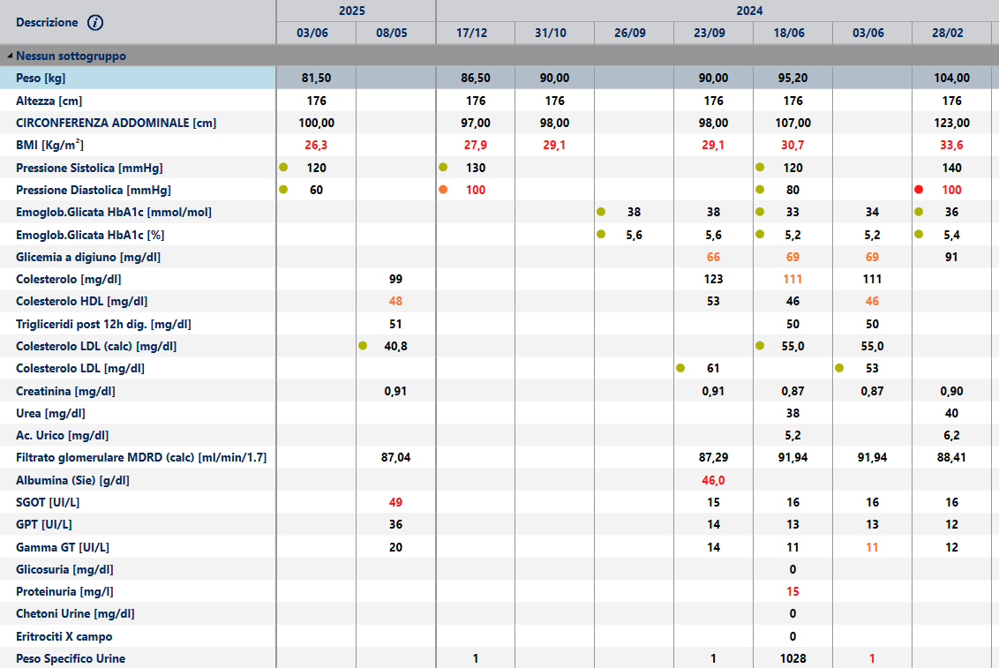 2025 2024
Descrizione i
03/06 08/05 17/12 31/10 26/09 23/09 18/06 03/06 28/02
Nessun sottogruppo
Peso [kg] 81,50 86,50 90,00 90,00 95,20 104,00
Altezza [cm] 176 176 176 176 176 176
CIRCONFERENZA ADDOMINALE [cm] 100,00 97,00 98,00 98,00 107,00 123,00
BMI [Kg/m²] 26,3 27,9 29,1 29,1 30,7 33,6
Pressione Sistolica [mmHg] 120 130 120 140
Pressione Diastolica [mmHg] 60 100 80 100
Emoglob.Glicata HbA1c [mmol/mol] 38 38 33 34 36
Emoglob.Glicata HbA1c [%] 5,6 5,6 5,2 5,2 5,4
Glicemia a digiuno [mg/dl] 66 69 69 91
Colesterolo [mg/dl] 99 123 111 111
Colesterolo HDL [mg/dl] 48 53 46 46
Trigliceridi post 12h dig. [mg/dl] 51 50 50
Colesterolo LDL (calc) [mg/dl] 40,8 55,0 55,0
Colesterolo LDL [mg/dl] 61 53
Creatinina [mg/dl] 0,91 0,91 0,87 0,87 0,90
Urea [mg/dl] 38 40
Ac. Urico [mg/dl] 5,2 6,2
Filtrato glomerulare MDRD (calc) [ml/min/1.7] 87,04 87,29 91,94 91,94 88,41
Albumina (Sie) [g/dl] 46,0
SGOT [UI/L] 49 15 16 16 16
GPT [UI/L] 36 14 13 13 12
Gamma GT [UI/L] 20 14 11 11 12
Glicosuria [mg/dl] 0
Proteinuria [mg/l] 15
Chetoni Urine [mg/dl] 0
Eritrociti X campo 0
Peso Specifico Urine 1 1 1028 1